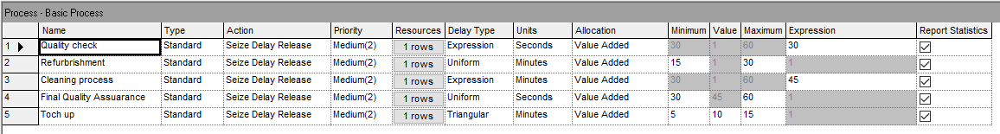 Process - Basic Process
Name Type Action Priority Resources Delay Type Units Allocation Minimum Value Maximum Expression Report Statistics
1 Quality check Standard Seize Delay Release Medium(2) 1 rows Expression Seconds Value Added 30 1 60 30
2 Refurbrishment Standard Seize Delay Release Medium(2) 1 rows Uniform Minutes Value Added 15 1 30 1
3 Cleaning process Standard Seize Delay Release Medium(2) 1 rows Expression Minutes Value Added 30 1 60 45
4 Final Quality Assuarance Standard Seize Delay Release Medium(2) 1 rows Uniform Seconds Value Added 30 45 60 1
5 Toch up Standard Seize Delay Release Medium(2) 1 rows Triangular Minutes Value Added 5 10 15 1